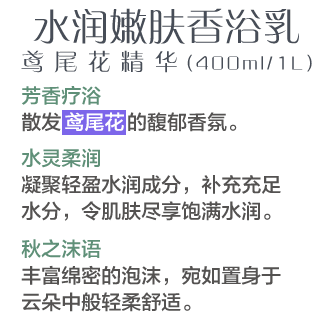 水润嫩肤香浴乳
鸢尾花精华(400ml/1L)
芳香疗浴
散发鸢尾花的馥郁香氛。
水灵柔润
凝聚轻盈水润成分，补充充足
水分，令肌肤尽享饱满水润。
秋之沫语
丰富绵密的泡沫，宛如置身于
云朵中般轻柔舒适。